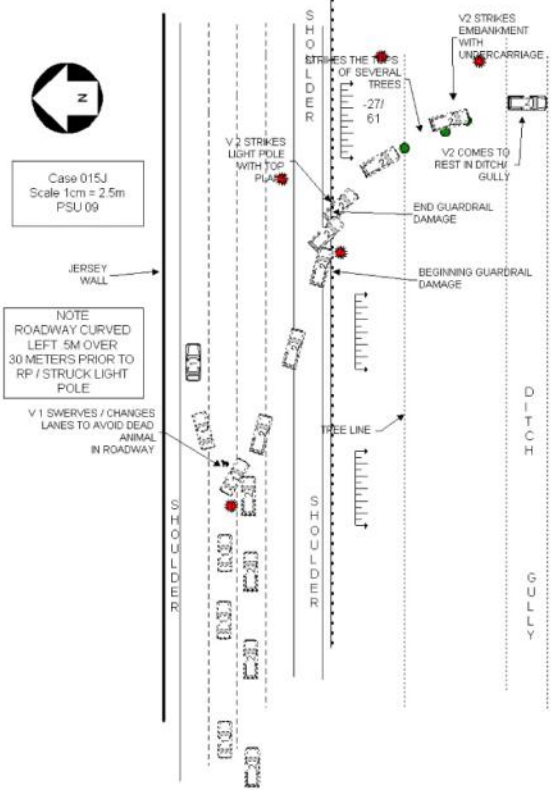 SHOULDER
V2 STRIKES
EMBANKMENT
WITH
UNDERCARRIAGE
STRIKES THE TOPS
OF SEVERAL
TREES
-27/
61
N
V 2 STRIKES
LIGHT POLE
WITH TOP
V2 COMES TO
REST IN DITCH/
GULLY
Case 015J
Scale 1cm = 2.5m
PSU 09
END GUARDRAIL
DAMAGE
JERSEY
WALL
BEGINNING GUARDRAIL
DAMAGE
NOTE
ROADWAY CURVED
LEFT .5M OVER
30 METERS PRIOR TO
RP / STRUCK LIGHT
POLE
V 1 SWERVES / CHANGES
LANES TO AVOID DEAD
ANIMAL
IN ROADWAY
TREE LINE
DITCH
SHOULDER
SHOULDER
GULLY